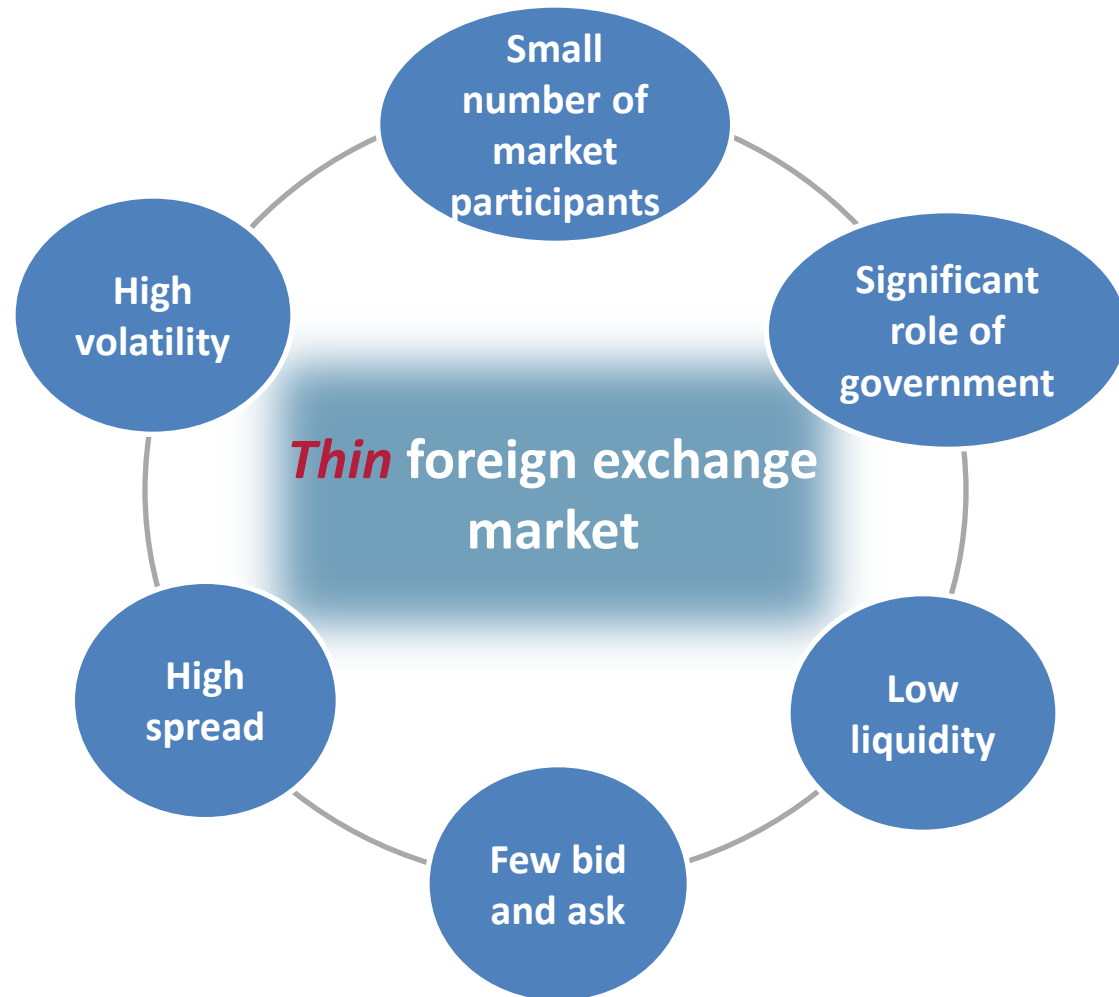 Small
number of
market
participants
Significant
role of
government
Low
liquidity
Few bid
and ask
High
spread
High
volatility
Thin foreign exchange
market